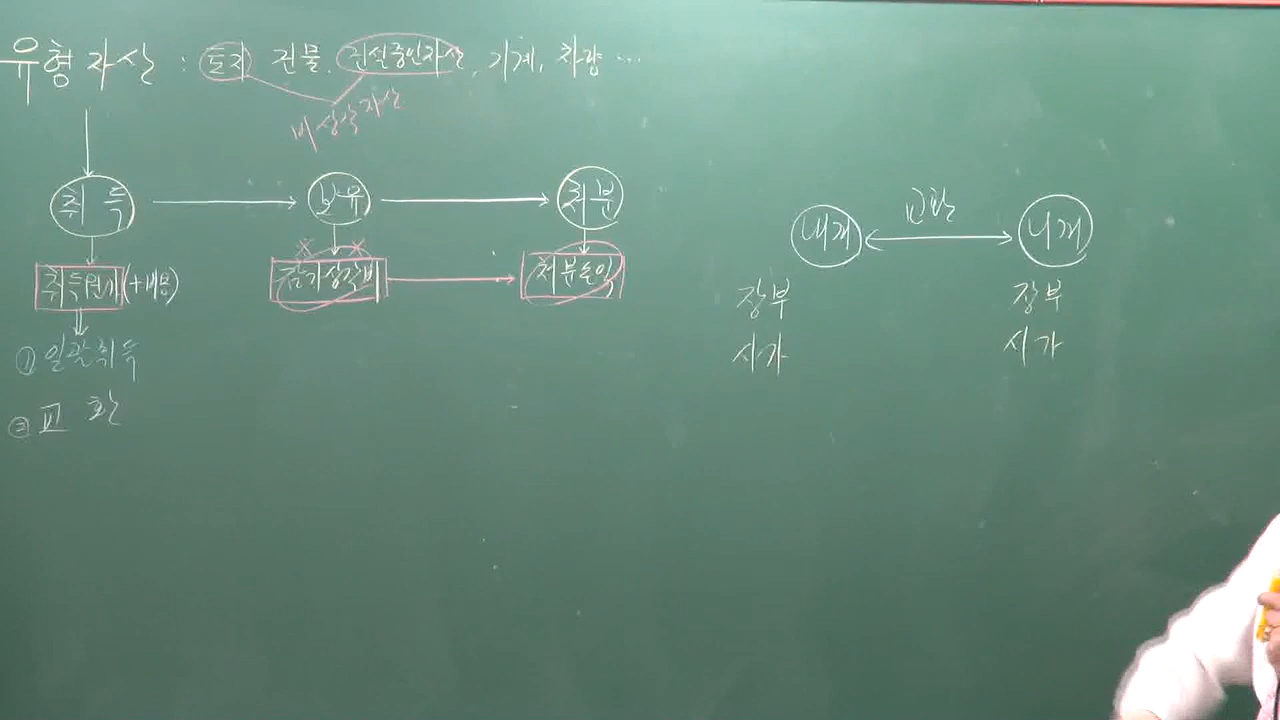 유형자산 : 토지 건물, 건설중인자산, 기계, 차량 ...
비상각자산
취득 보유 처분
취득원가 (+비용) 감가상각비 처분손익
① 일괄취득
② 교환
내꺼 교환 니꺼
장부 장부
시가 시가